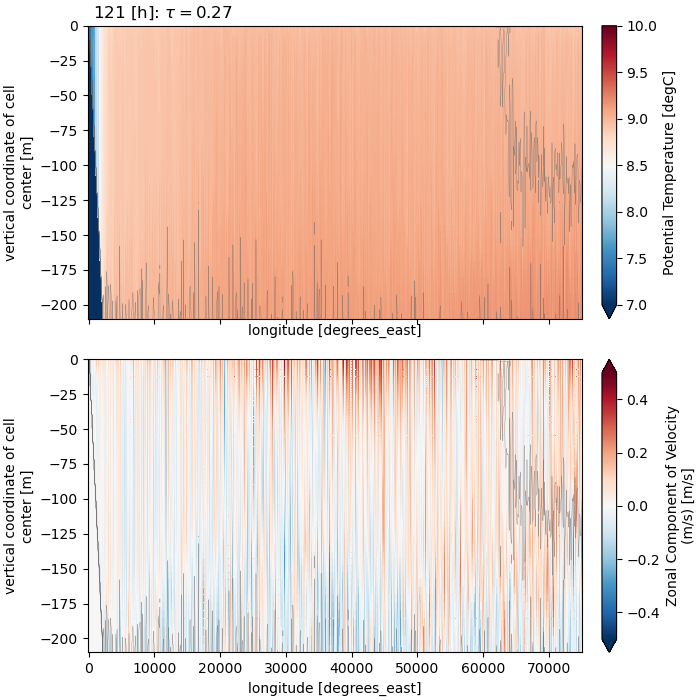 121 [h]: τ = 0.27
0
−25
−50
−75
−100
−125
−150
−175
−200
vertical coordinate of cell
center [m]
longitude [degrees_east]
10.0
9.5
9.0
8.5
8.0
7.5
7.0
Potential Temperature [degC]
0
−25
−50
−75
−100
−125
−150
−175
−200
vertical coordinate of cell
center [m]
0 10000 20000 30000 40000 50000 60000 70000
longitude [degrees_east]
0.4
0.2
0.0
−0.2
−0.4
Zonal Component of Velocity
(m/s) [m/s]